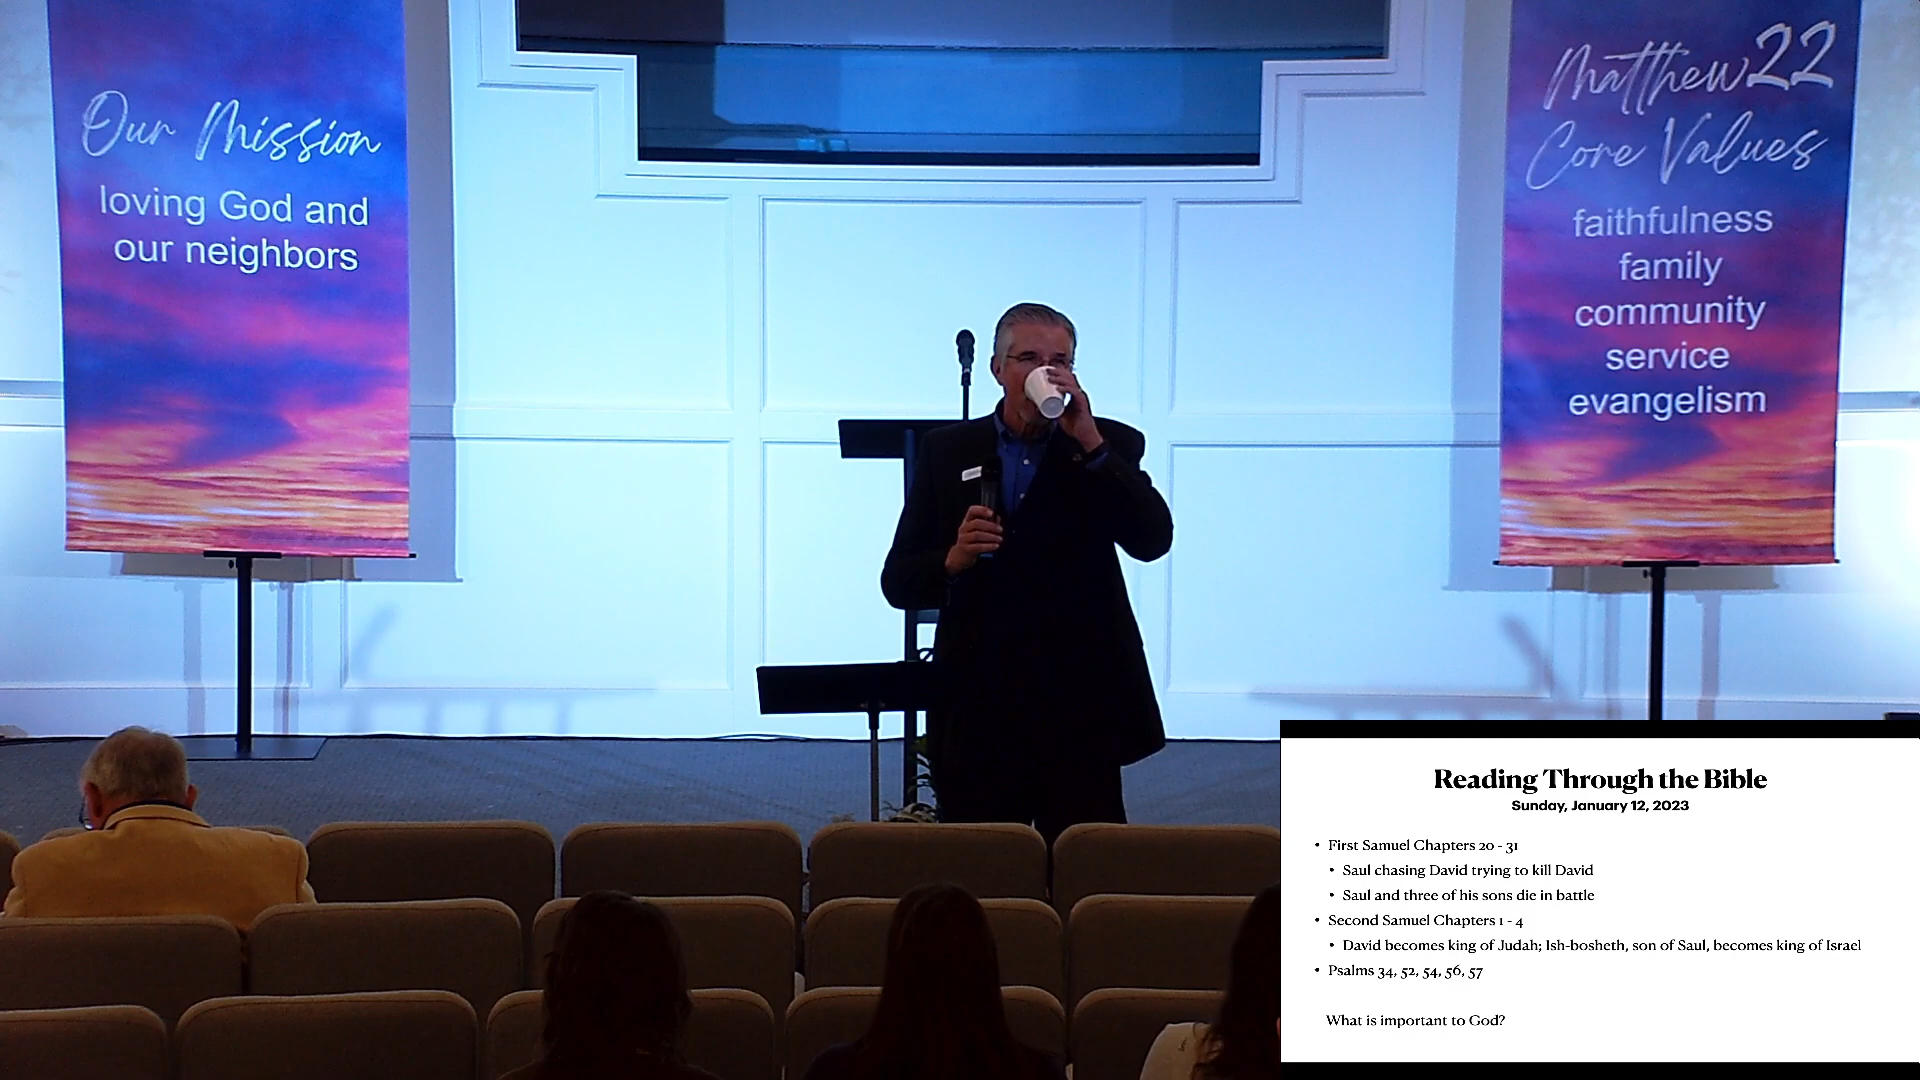 Our Mission
loving God and
our neighbors
Matthew 22
Core Values
faithfulness
family
community
service
evangelism
Reading Through the Bible
Sunday, January 12, 2023
• First Samuel Chapters 20 - 31
• Saul chasing David trying to kill David
• Saul and three of his sons die in battle
• Second Samuel Chapters 1 - 4
• David becomes king of Judah; Ish-bosheth, son of Saul, becomes king of Israel
• Psalms 34, 52, 54, 56, 57
What is important to God?